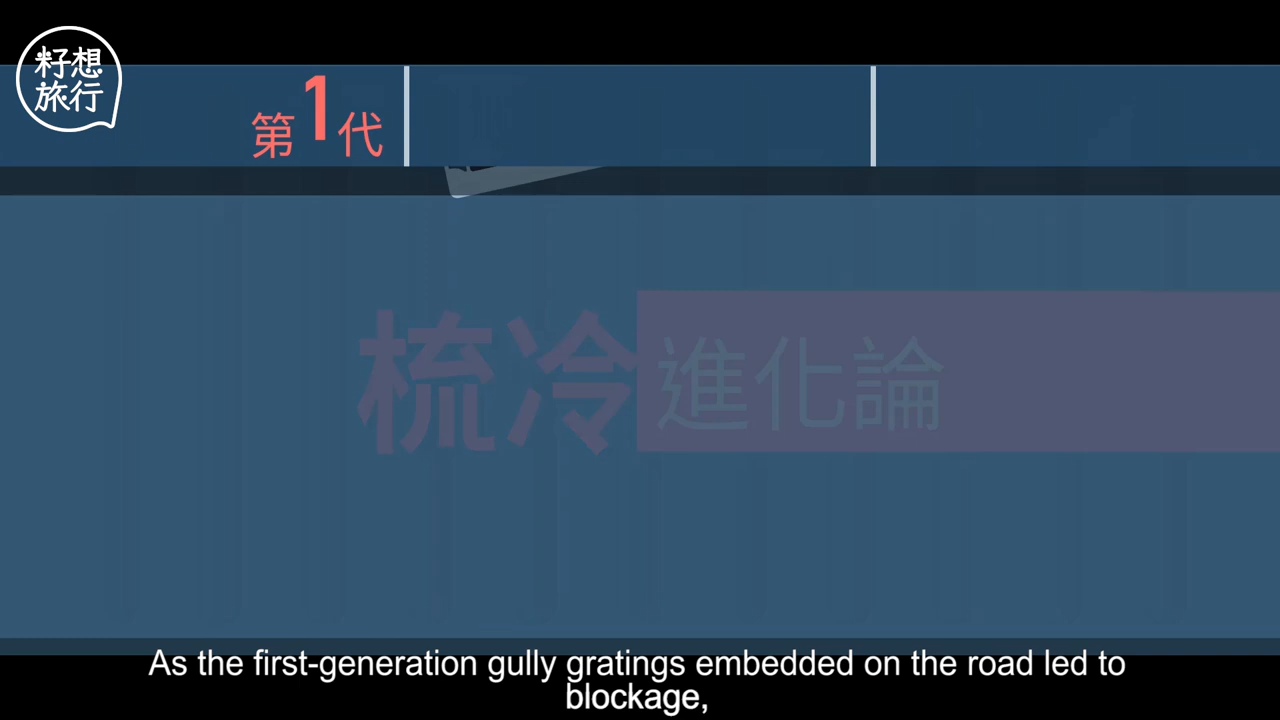 籽想
旅行
第1代
梳冷進化論
As the first-generation gully gratings embedded on the road led to
blockage,